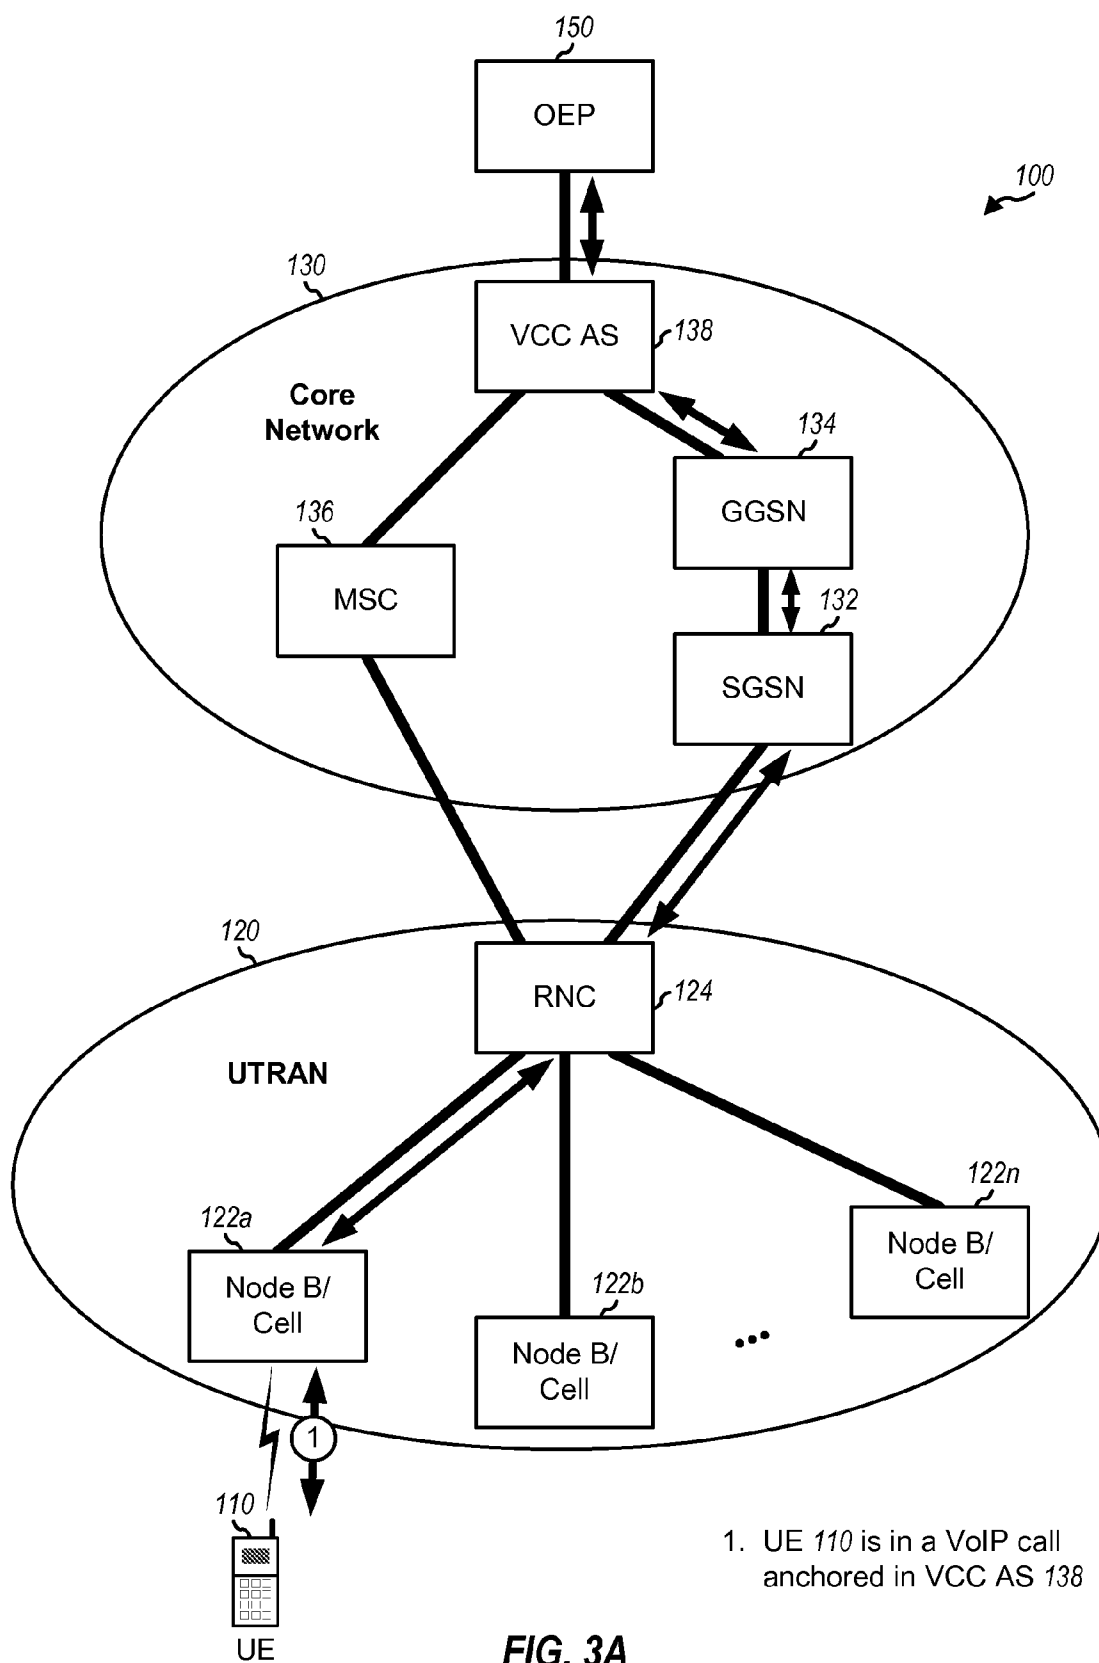 150
OEP
100
130
VCC AS
138
Core
Network
134
GGSN
136
MSC
132
SGSN
120
RNC
124
UTRAN
122n
Node B/
Cell
122a
Node B/
Cell
122b
Node B/
Cell
...
1
110
UE
1. UE 110 is in a VoIP call
anchored in VCC AS 138
FIG. 3A